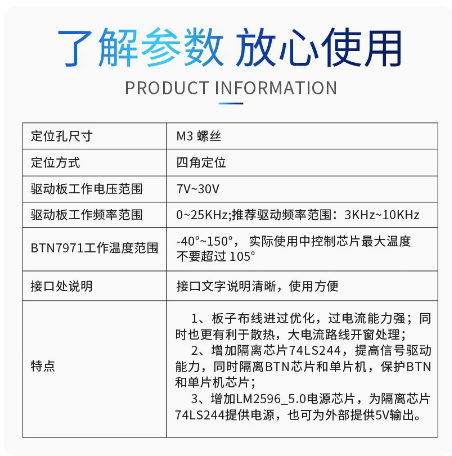 了解参数 放心使用
PRODUCT INFORMATION
定位孔尺寸 M3 螺丝
定位方式 四角定位
驱动板工作电压范围 7V~30V
驱动板工作频率范围 0~25KHz;推荐驱动频率范围：3KHz~10KHz
BTN7971工作温度范围 -40°~150°， 实际使用中控制芯片最大温度
不要超过 105°
接口处说明 接口文字说明清晰，使用方便
特点
1、板子布线进过优化，过电流能力强；同
时也更有利于散热，大电流路线开窗处理；
2、增加隔离芯片74LS244，提高信号驱动
能力，同时隔离BTN芯片和单片机，保护BTN
和单片机芯片；
3、增加LM2596_5.0电源芯片，为隔离芯片
74LS244提供电源，也可为外部提供5V输出。